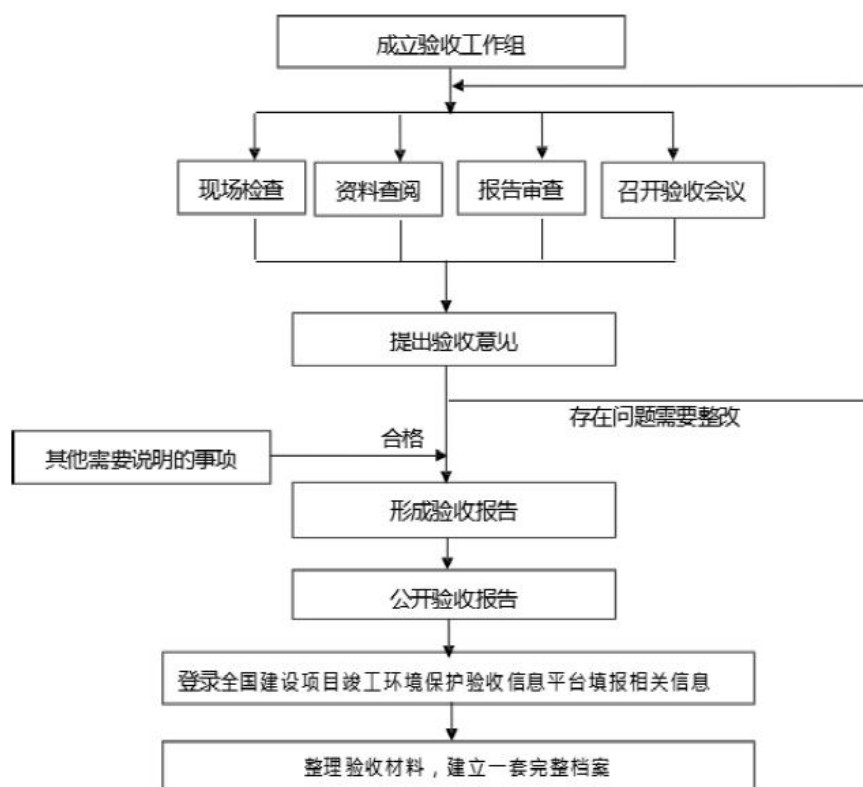 成立验收工作组
现场检查
资料查阅
报告审查
召开验收会议
提出验收意见
存在问题需要整改
合格
其他需要说明的事项
形成验收报告
公开验收报告
登录全国建设项目竣工环境保护验收信息平台填报相关信息
整理验收材料，建立一套完整档案